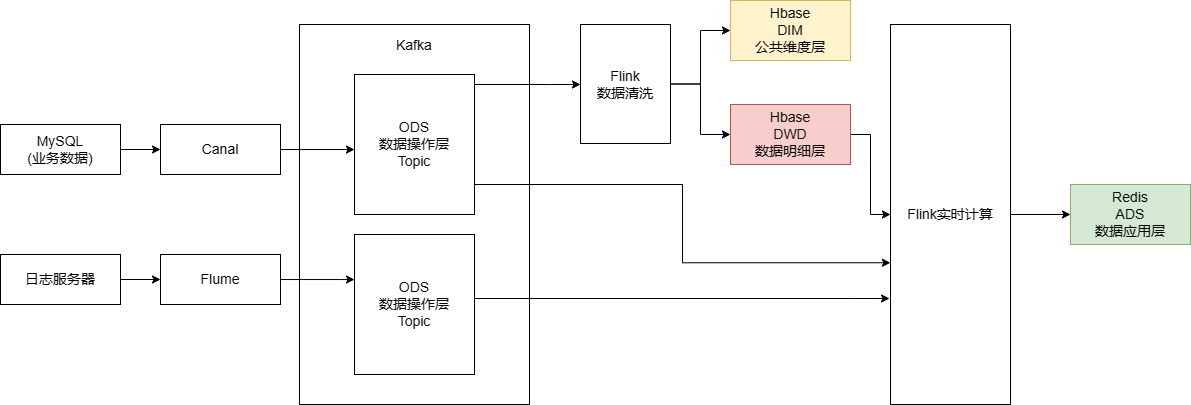 MySQL
(业务数据)
Canal
日志服务器
Flume
Kafka
ODS
数据操作层
Topic
ODS
数据操作层
Topic
Flink
数据清洗
Hbase
DIM
公共维度层
Hbase
DWD
数据明细层
Flink实时计算
Redis
ADS
数据应用层